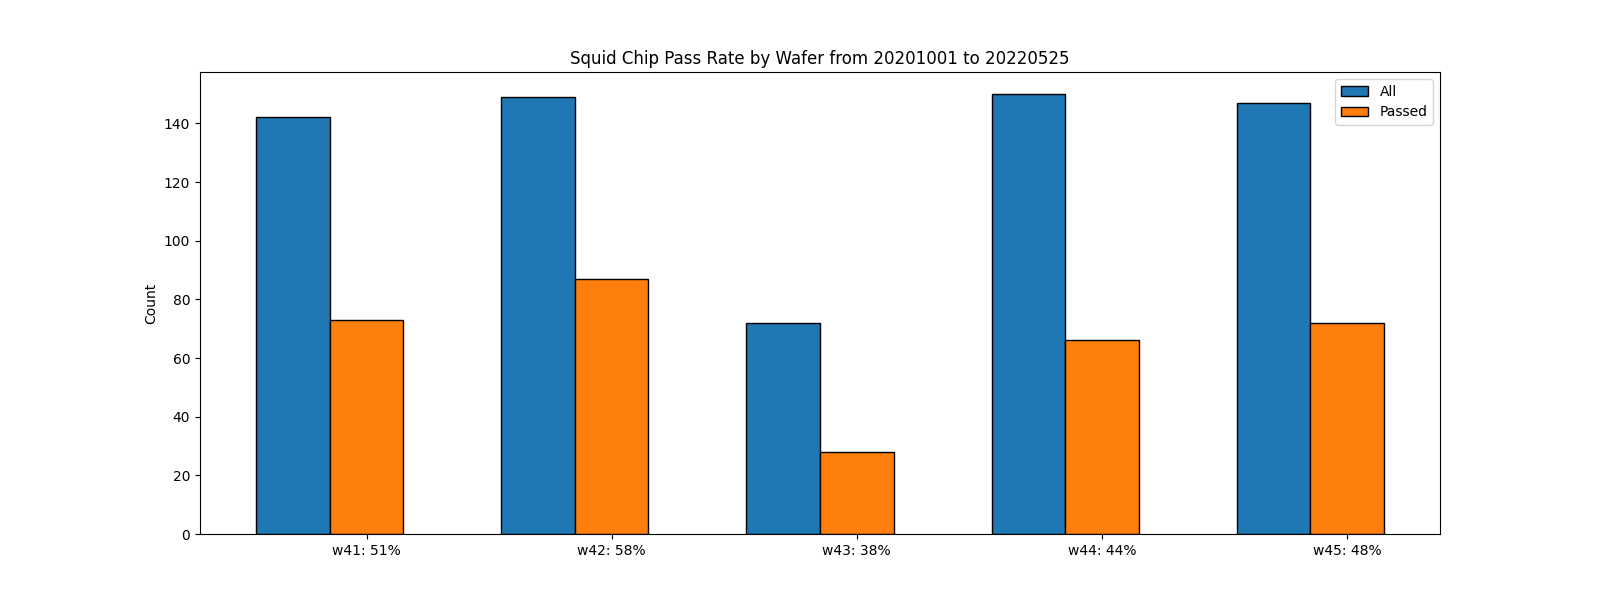 Squid Chip Pass Rate by Wafer from 20201001 to 20220525
All
Passed
140
120
100
80
60
40
20
0
Count
w41: 51%
w42: 58%
w43: 38%
w44: 44%
w45: 48%